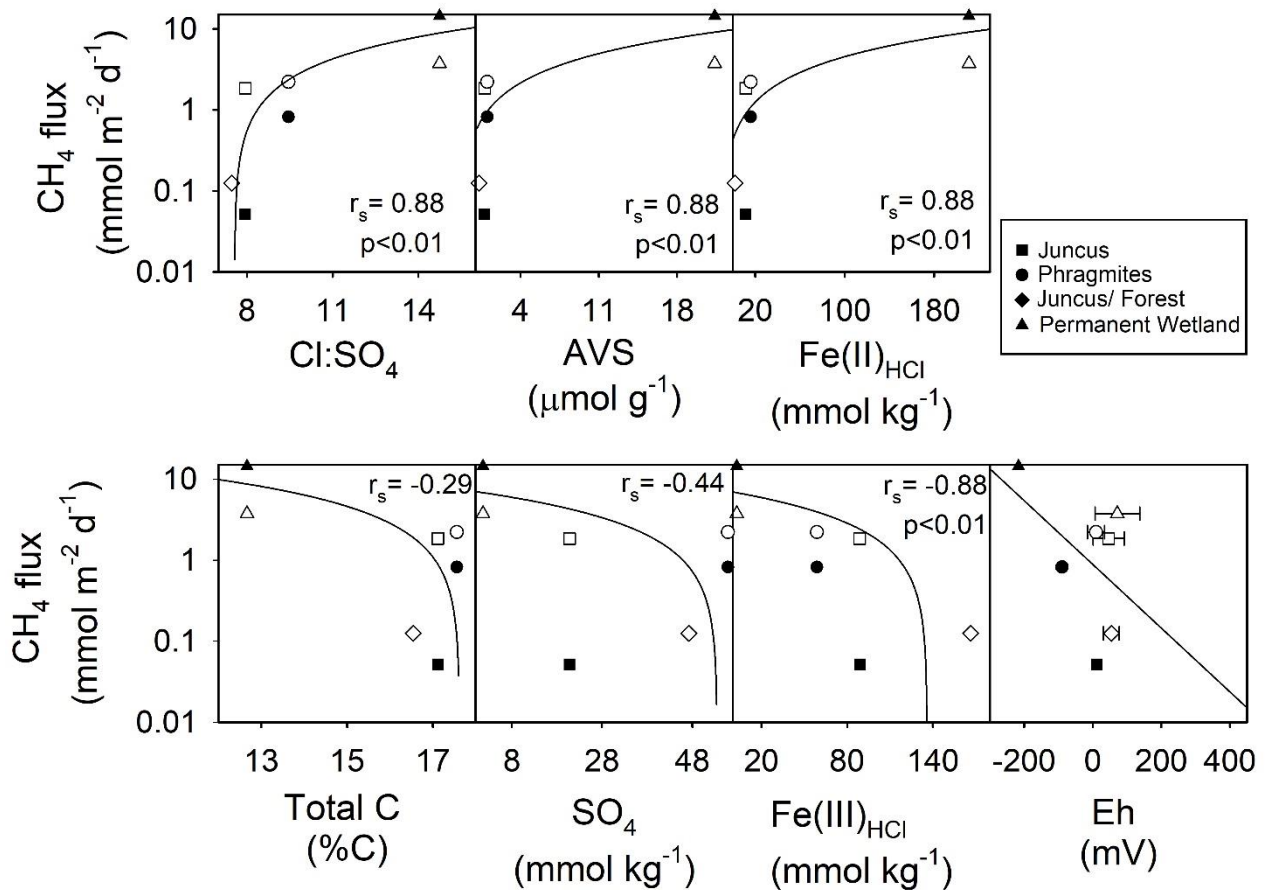 CH4 flux
(mmol m-2 d-1)
10
1
0.1
0.01
rs= 0.88
p<0.01
rs= 0.88
p<0.01
rs= 0.88
p<0.01
8 11 14
4 11 18
20 100 180
Cl:SO4
AVS
(μmol g-1)
Fe(II)HCl
(mmol kg-1)
Juncus
Phragmites
Juncus/ Forest
Permanent Wetland
CH4 flux
(mmol m-2 d-1)
10
1
0.1
0.01
rs= -0.29
rs= -0.44
rs= -0.88
p<0.01
13 15 17
8 28 48
20 80 140
-200 0 200 400
Total C
(%C)
SO4
(mmol kg-1)
Fe(III)HCl
(mmol kg-1)
Eh
(mV)